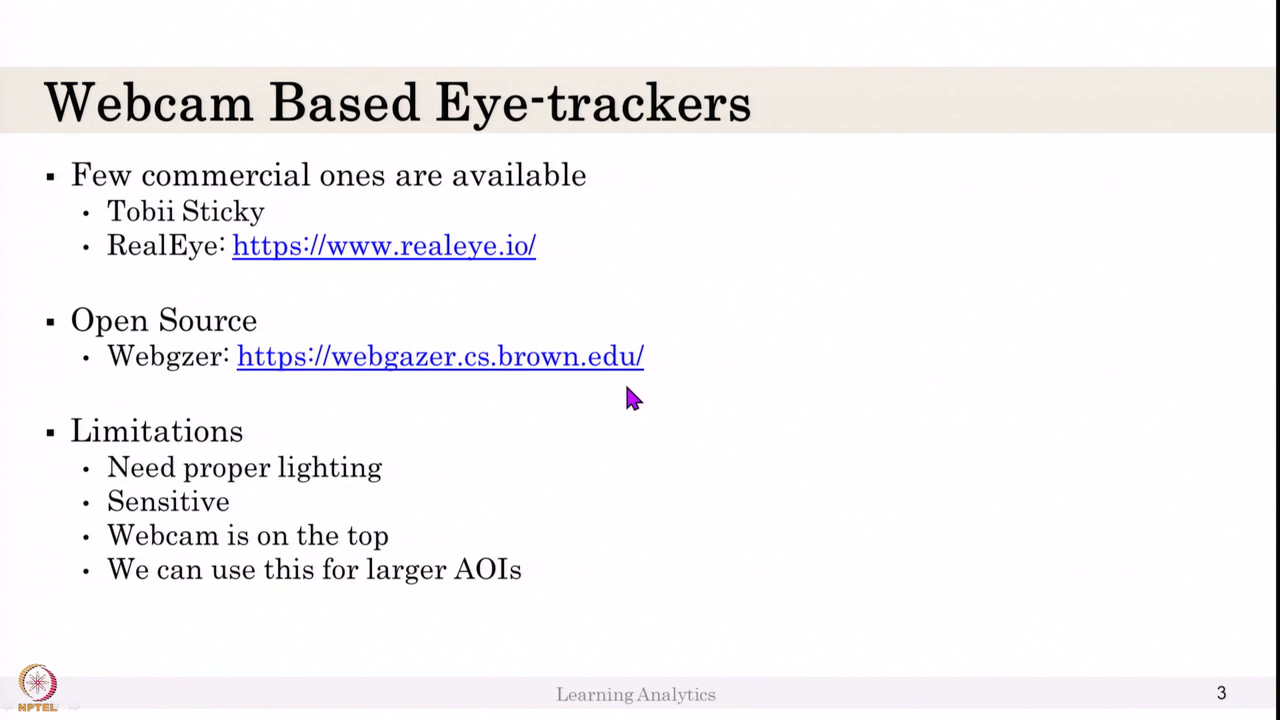 Webcam Based Eye-trackers
▪ Few commercial ones are available
• Tobii Sticky
• RealEye: https://www.realeye.io/
▪ Open Source
• Webgzer: https://webgazer.cs.brown.edu/
▪ Limitations
• Need proper lighting
• Sensitive
• Webcam is on the top
• We can use this for larger AOIs
NPTEL
Learning Analytics
3